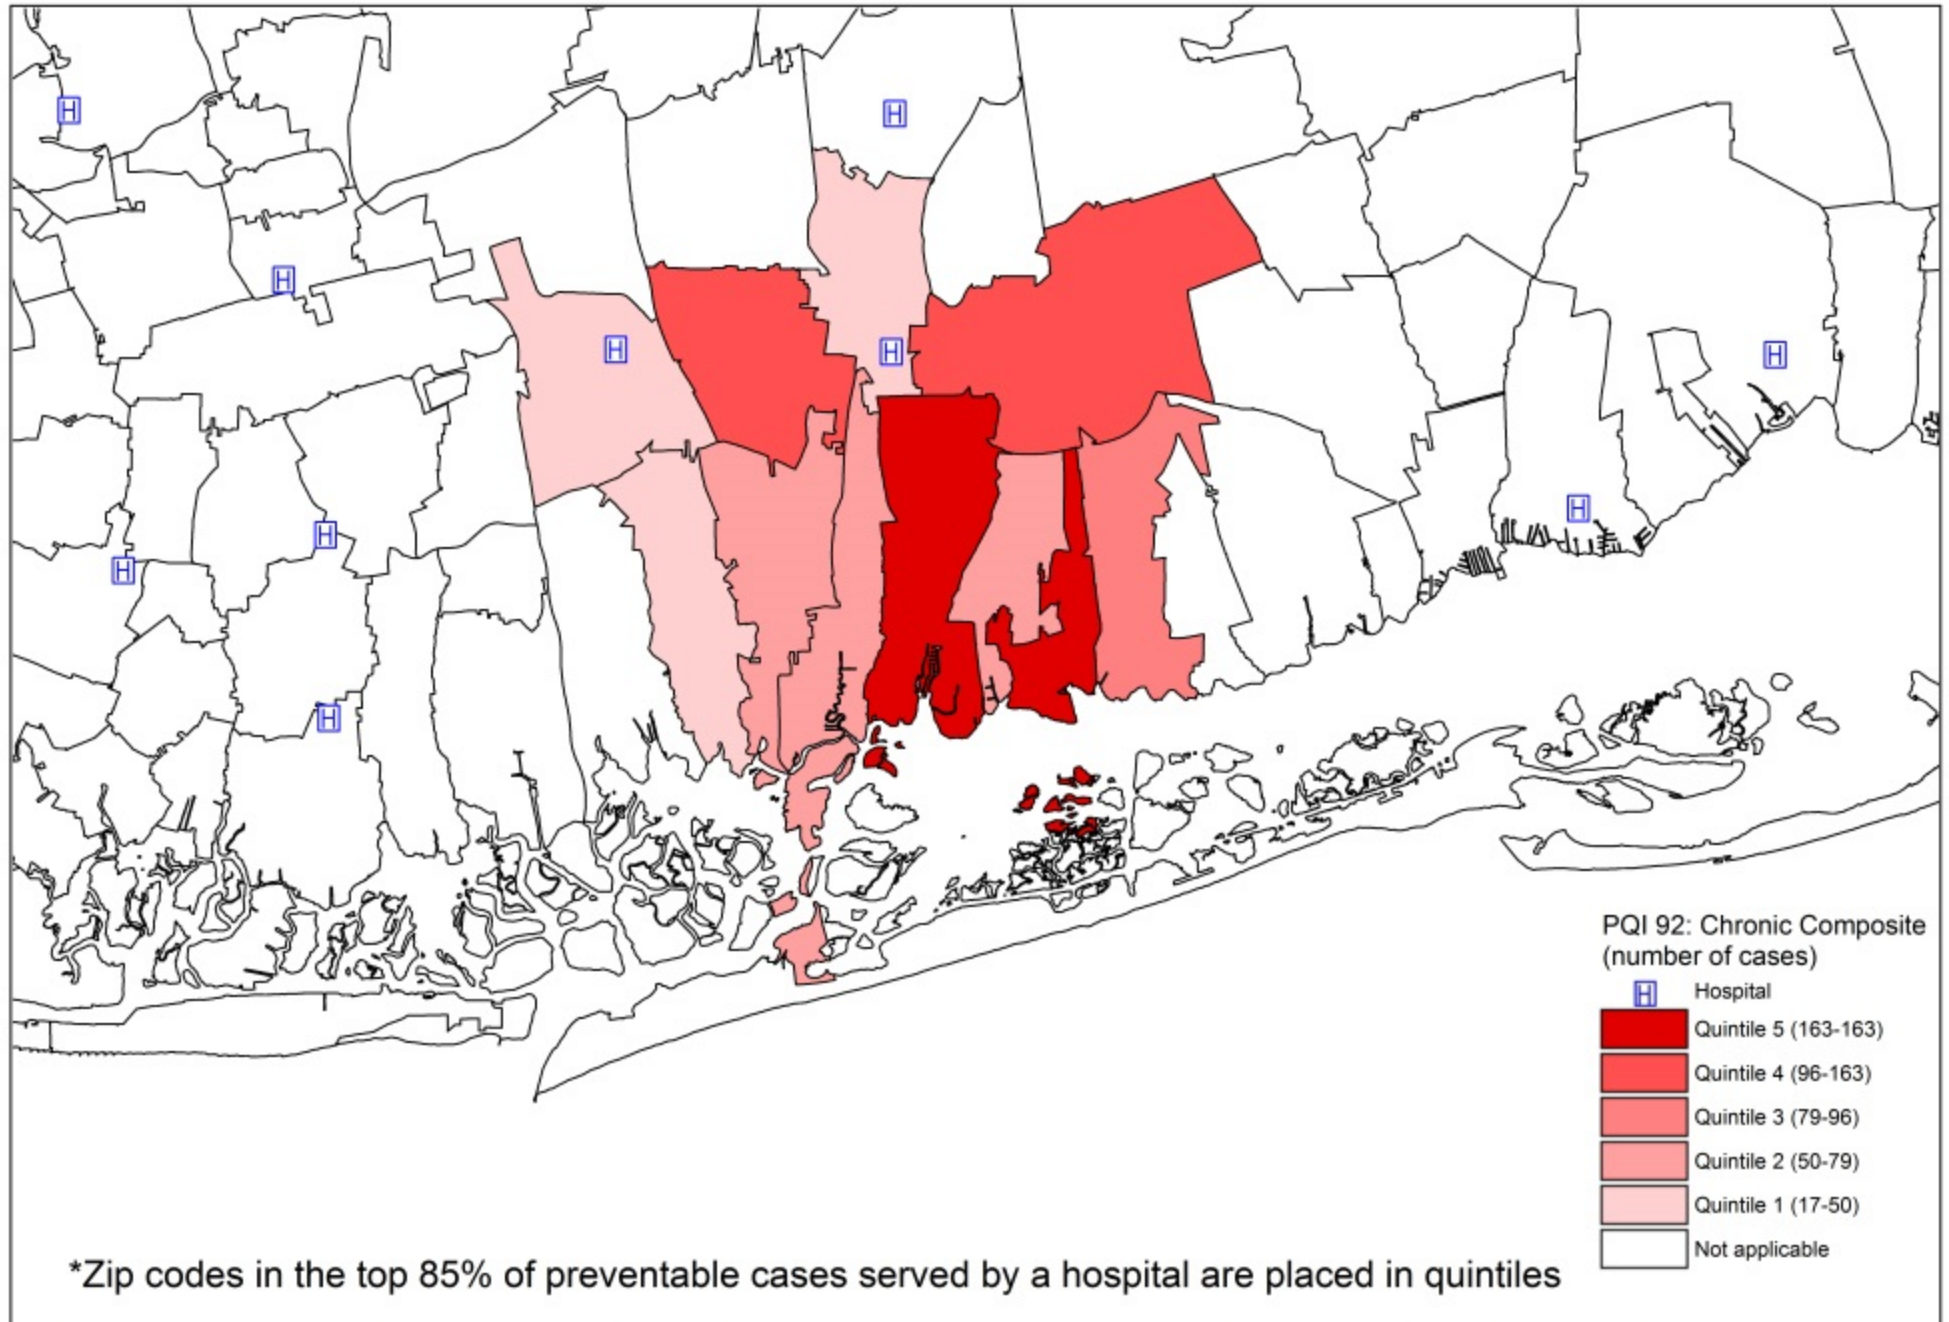 H
H
H
H
H
H
H
H
H
H
PQI 92: Chronic Composite
(number of cases)
H Hospital
Quintile 5 (163-163)
Quintile 4 (96-163)
Quintile 3 (79-96)
Quintile 2 (50-79)
Quintile 1 (17-50)
Not applicable
*Zip codes in the top 85% of preventable cases served by a hospital are placed in quintiles